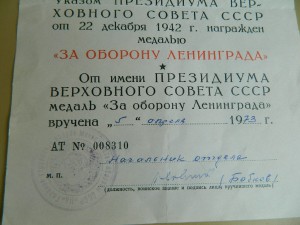 Указом ПРЕЗИДИУМА ВЕР-
ХОВНОГО СОВЕТА СССР
от 22 декабря 1942 г. награжден
медалью
«ЗА ОБОРОНУ ЛЕНИНГРАДА»
От имени ПРЕЗИДИУМА
ВЕРХОВНОГО СОВЕТА СССР
медаль «За оборону Ленинграда»
вручена „5" апреля 1973 г.
АТ № 008310
Начальник отдела
м. п.
(должность, воинское звание и подпись лица, вручившего медаль)